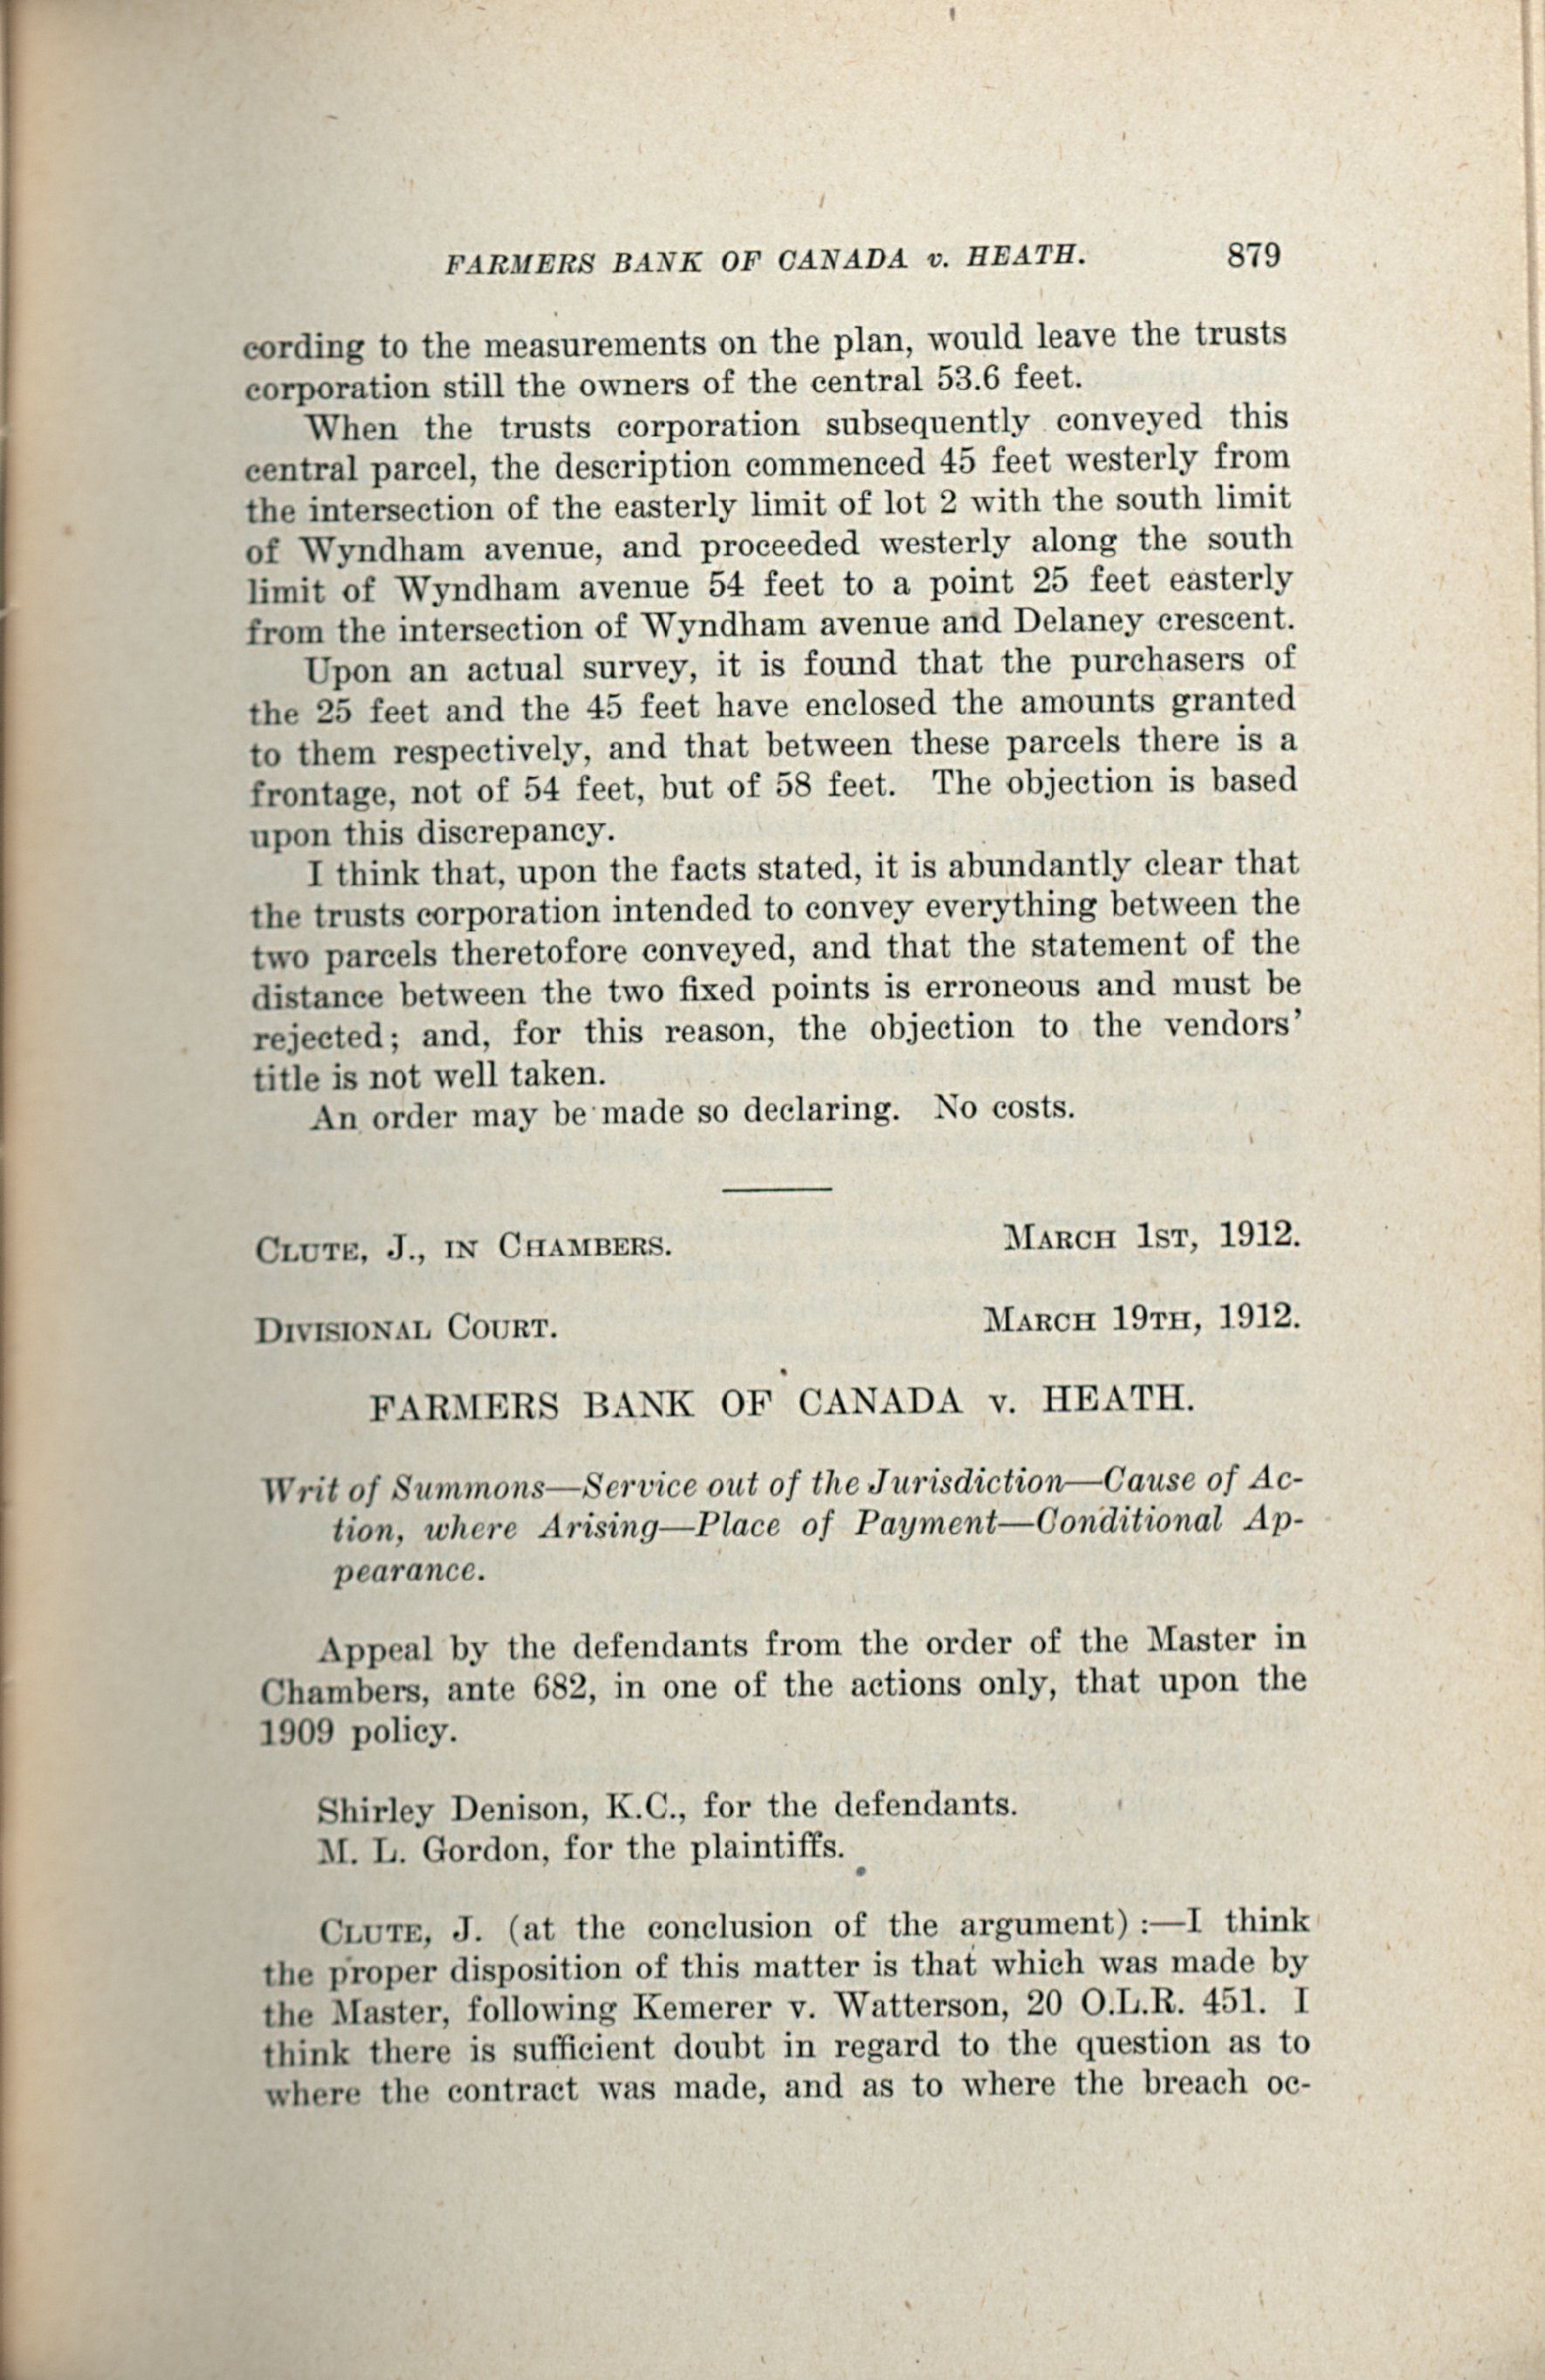 FARMERS BANK OF CANADA v. HEATH. 879
cording to the measurements on the plan, would leave the trusts
corporation still the owners of the central 53.6 feet.
When the trusts corporation subsequently conveyed this
central parcel, the description commenced 45 feet westerly from
the intersection of the easterly limit of lot 2 with the south limit
of Wyndham avenue, and proceeded westerly along the south
limit of Wyndham avenue 54 feet to a point 25 feet easterly
from the intersection of Wyndham avenue and Delaney crescent.
Upon an actual survey, it is found that the purchasers of
the 25 feet and the 45 feet have enclosed the amounts granted
to them respectively, and that between these parcels there is a
frontage, not of 54 feet, but of 58 feet. The objection is based
upon this discrepancy.
I think that, upon the facts stated, it is abundantly clear that
the trusts corporation intended to convey everything between the
two parcels theretofore conveyed, and that the statement of the
distance between the two fixed points is erroneous and must be
rejected; and, for this reason, the objection to the vendors'
title is not well taken.
An order may be made so declaring. No costs.
CLUTE, J., IN CHAMBERS. MARCH 1ST, 1912.
DIVISIONAL COURT. MARCH 19TH, 1912.
FARMERS BANK OF CANADA v. HEATH.
Writ of Summons—Service out of the Jurisdiction—Cause of Ac-
tion, where Arising—Place of Payment—Conditional Ap-
pearance.
Appeal by the defendants from the order of the Master in
Chambers, ante 682, in one of the actions only, that upon the
1909 policy.
Shirley Denison, K.C., for the defendants.
M. L. Gordon, for the plaintiffs.
CLUTE, J. (at the conclusion of the argument) :—I think
the proper disposition of this matter is that which was made by
the Master, following Kemerer v. Watterson, 20 O.L.R. 451. I
think there is sufficient doubt in regard to the question as to
where the contract was made, and as to where the breach oc-